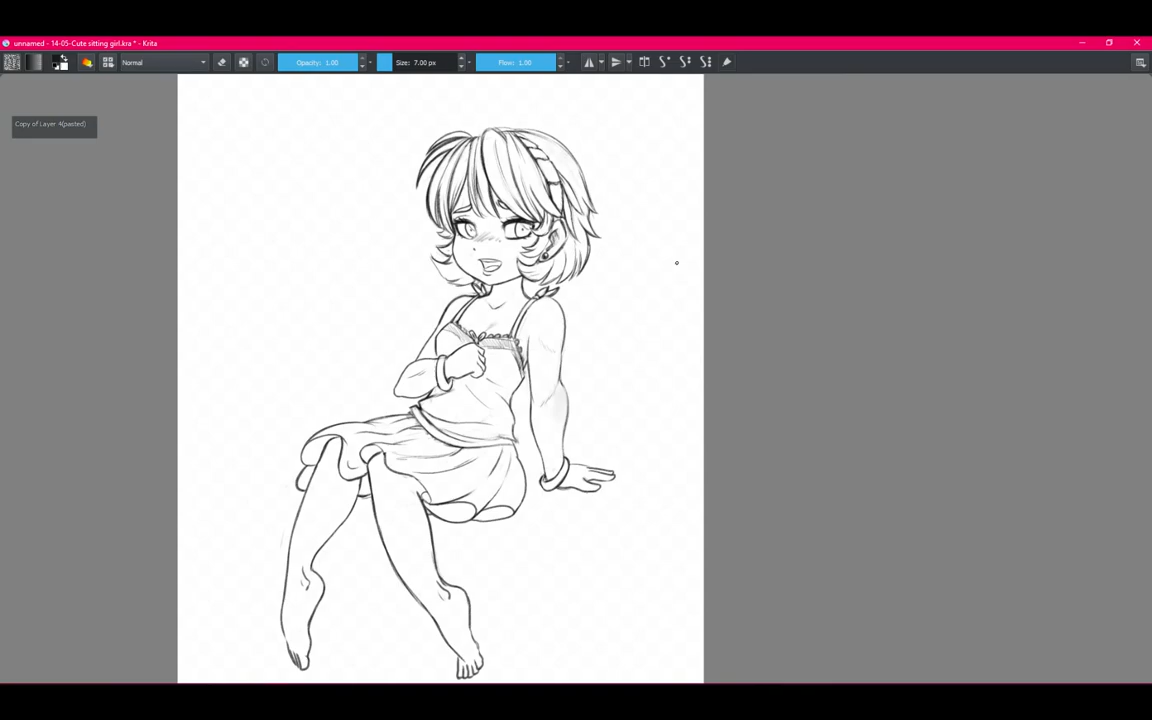 unnamed - 14-05-Cute sitting girl.kra * - Krita
Normal
Opacity: 1.00
Size: 7.00 px
Flow: 1.00
Copy of Layer 4(pasted)